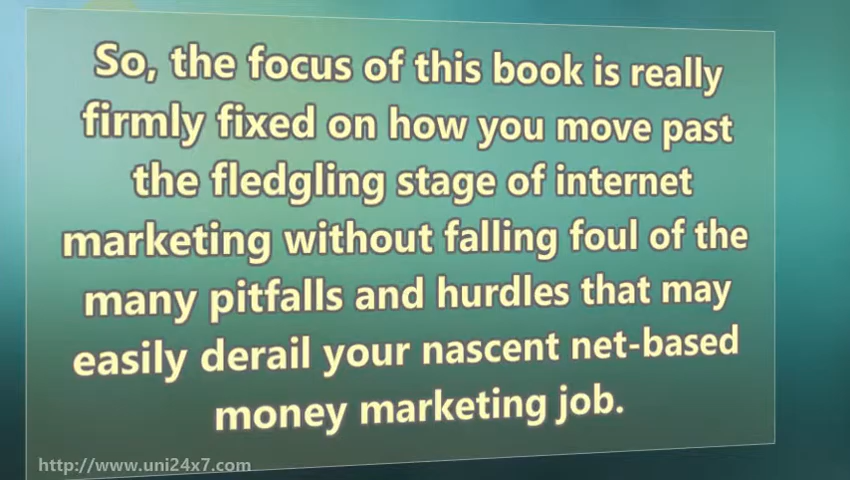 So, the focus of this book is really
firmly fixed on how you move past
the fledgling stage of internet
marketing without falling foul of the
many pitfalls and hurdles that may
easily derail your nascent net-based
money marketing job.
http://www.uni24x7.com